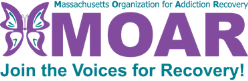 Massachusetts Organization for Addiction Recovery
MOAR
Join the Voices for Recovery!